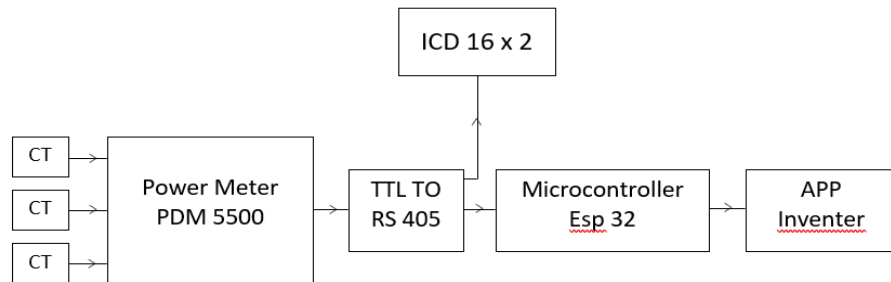 ICD 16 x 2
CT
CT
CT
Power Meter
PDM 5500
TTL TO
RS 405
Microcontroller
Esp 32
APP
Inventer